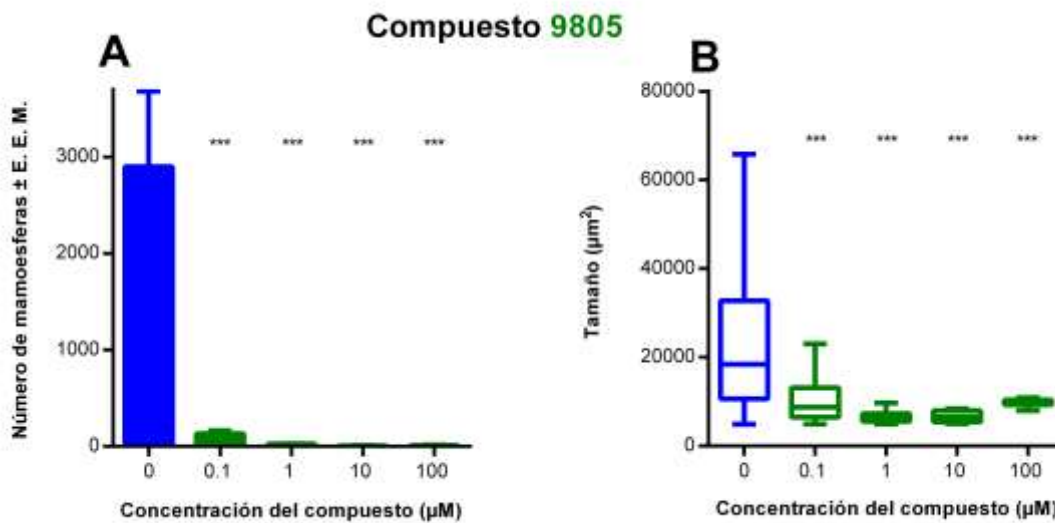 Compuesto 9805
A
Número de mamoesferas ± E. E. M.
3000
2000
1000
0
*** *** *** ***
0 0.1 1 10 100
Concentración del compuesto (µM)
B
Tamaño (µm²)
80000
60000
40000
20000
0
*** *** *** ***
0 0.1 1 10 100
Concentración del compuesto (µM)